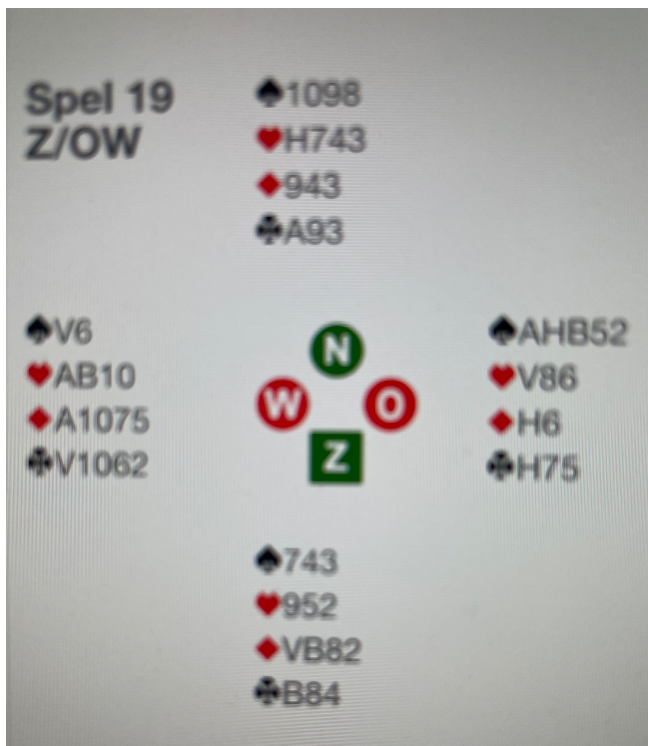 Spel 19
Z/OW
♠1098
♥H743
♦943
♣A93
♠V6
♥AB10
♦A1075
♣V1062
N
W
O
Z
♠AHB52
♥V86
♦H6
♣H75
♠743
♥952
♦VB82
♣B84